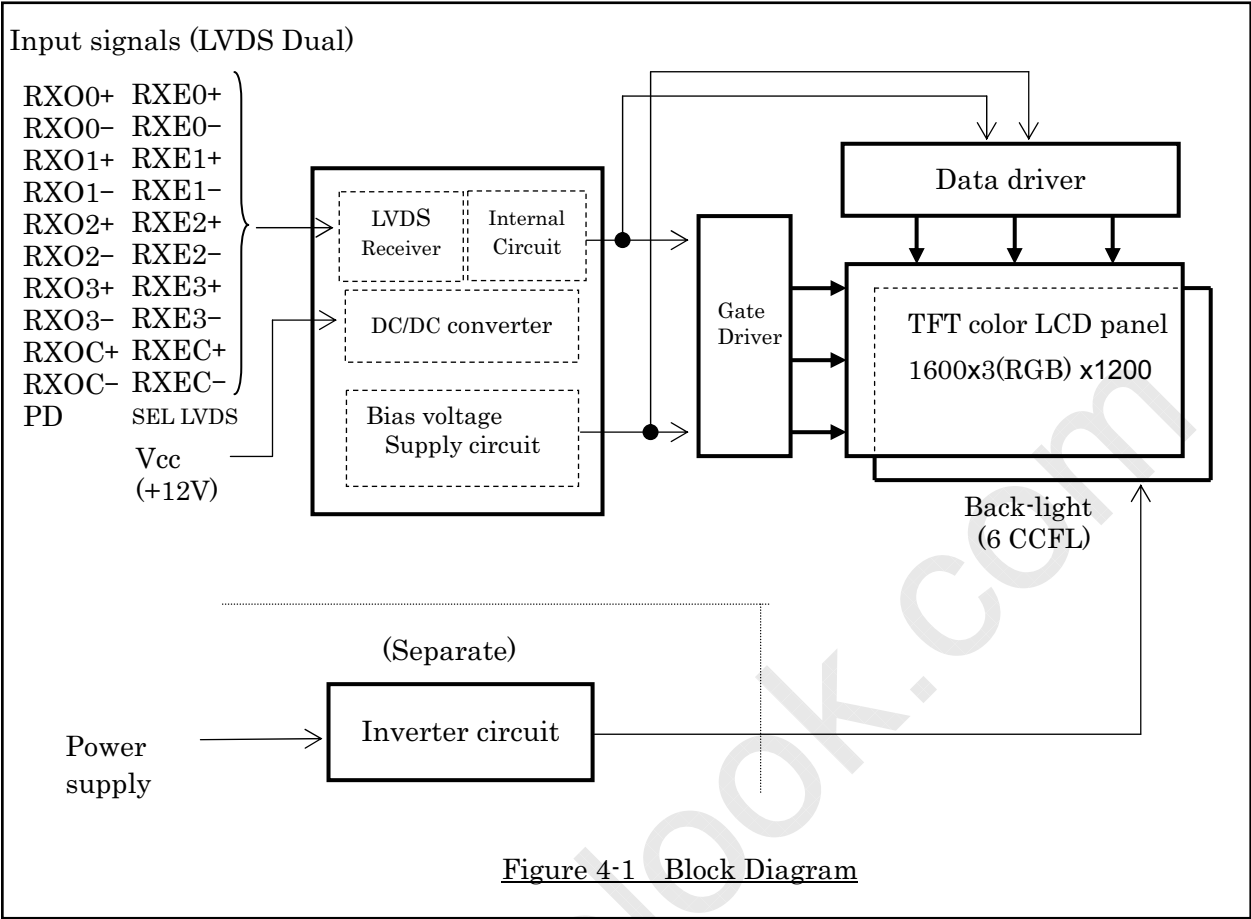 Input signals (LVDS Dual)
RXO0+ RXE0+
RXO0− RXE0−
RXO1+ RXE1+
RXO1− RXE1−
RXO2+ RXE2+
RXO2− RXE2−
RXO3+ RXE3+
RXO3− RXE3−
RXOC+ RXEC+
RXOC− RXEC−
PD SEL LVDS
Vcc
(+12V)
LVDS
Receiver
Internal
Circuit
DC/DC converter
Bias voltage
Supply circuit
Gate
Driver
Data driver
TFT color LCD panel
1600x3(RGB) x1200
Back-light
(6 CCFL)
(Separate)
Inverter circuit
Power
supply
Figure 4-1 Block Diagram
look.com